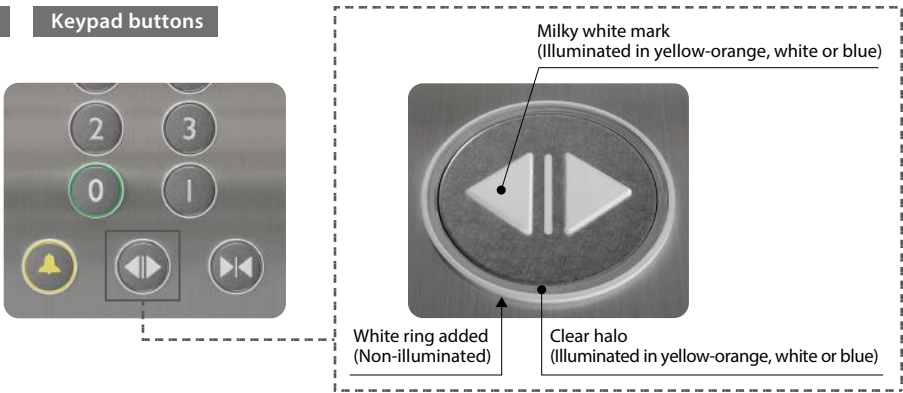 Keypad buttons
Milky white mark
(Illuminated in yellow-orange, white or blue)
2
3
0
1
White ring added
(Non-illuminated)
Clear halo
(Illuminated in yellow-orange, white or blue)